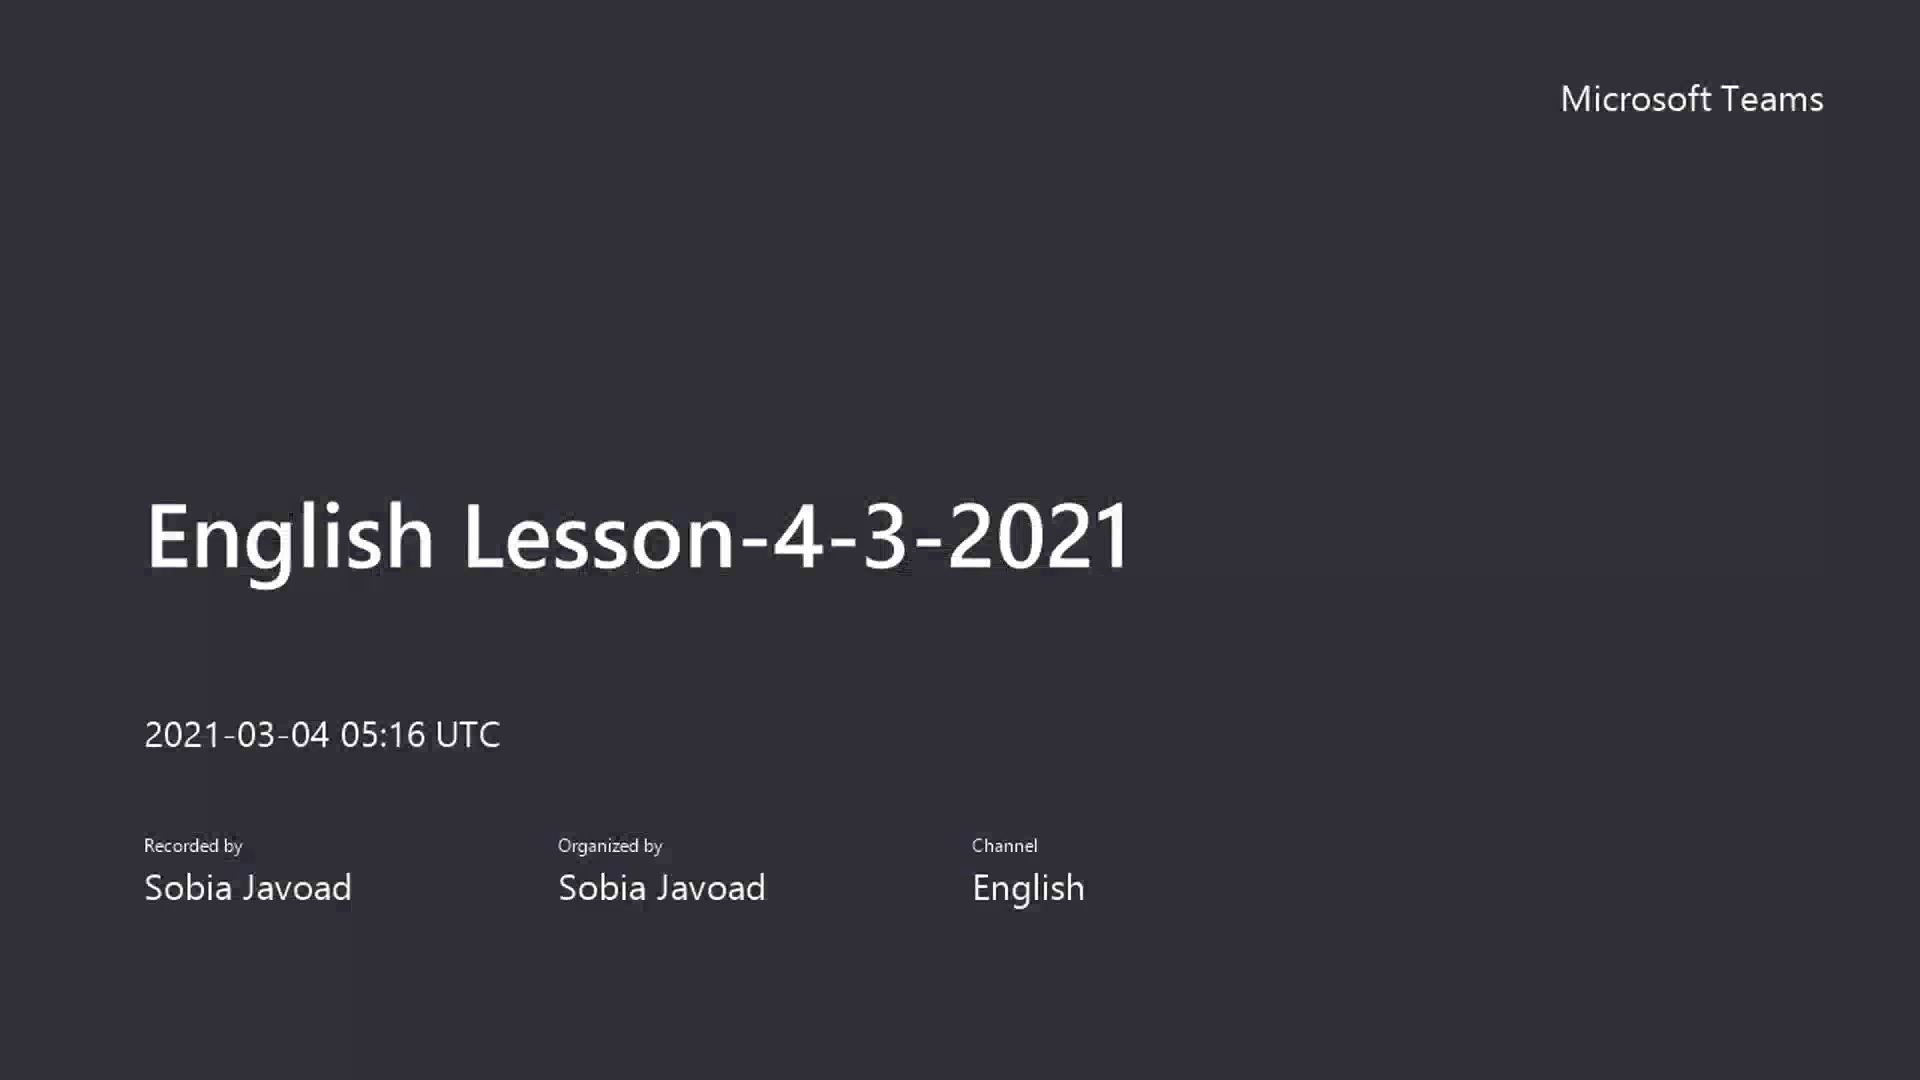 Microsoft Teams
English Lesson-4-3-2021
2021-03-04 05:16 UTC
Recorded by
Sobia Javoad
Organized by
Sobia Javoad
Channel
English